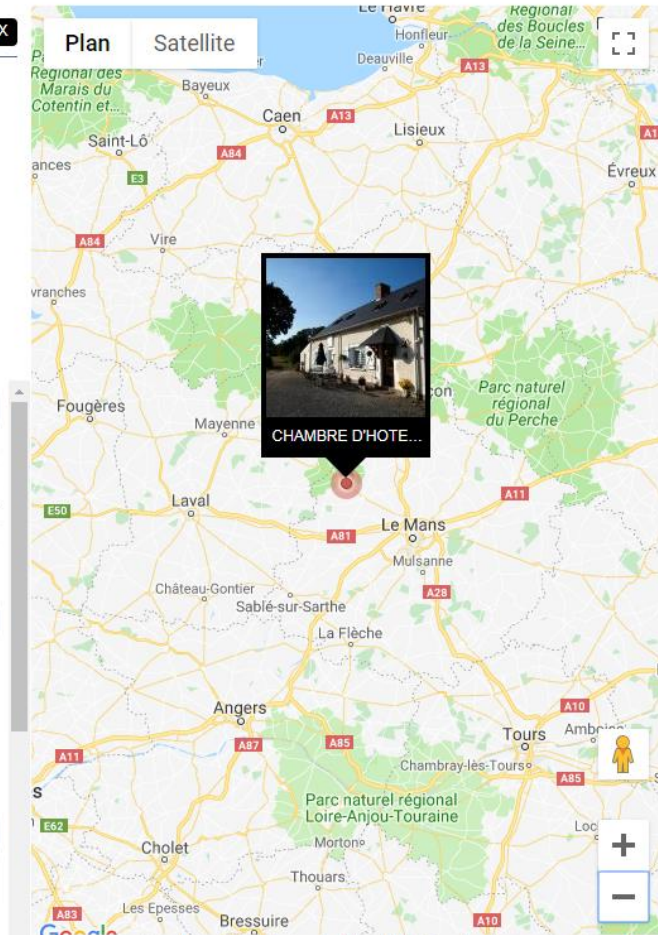 X
Plan
Satellite
Le Havre
Honfleur
Deauville
Régional
des Boucles
de la Seine...
Régional des
Marais du
Cotentin et...
Bayeux
A13
Caen
A13
Lisieux
A1
Saint-Lô
A84
ances
E3
Évreux
A84
Vire
vranches
Fougères
Mayenne
çon
Parc naturel
régional
du Perche
CHAMBRE D'HOTE...
Laval
E50
A11
A81
Le Mans
Mulsanne
Château-Gontier
Sablé-sur-Sarthe
A28
La Flèche
Angers
A10
A87
A85
Tours
Amboise
A11
Chambray-lès-Tours
A85
s
Parc naturel régional
Loire-Anjou-Touraine
E62
Loc
Cholet
Thouars
Les Epesses
A83
Bressuire
A10
Google